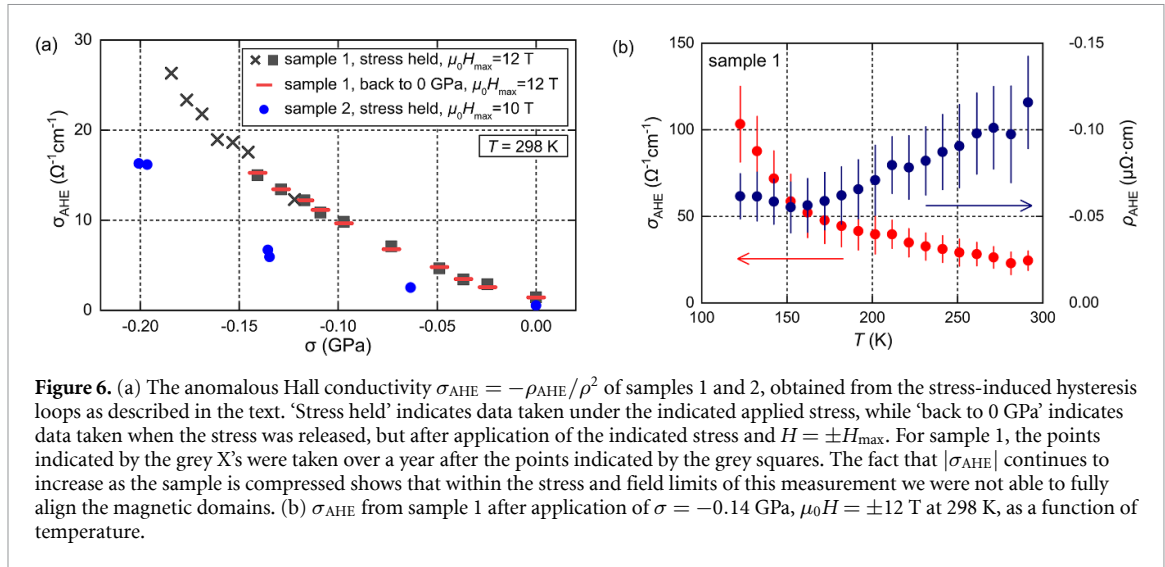 (a)
σAHE (Ω-1cm-1)
30
20
10
0
× ■ sample 1, stress held, μ0Hmax=12 T
sample 1, back to 0 GPa, μ0Hmax=12 T
sample 2, stress held, μ0Hmax=10 T
T = 298 K
-0.20 -0.15 -0.10 -0.05 0.00
σ (GPa)
(b)
sample 1
σAHE (Ω-1cm-1)
150
100
50
0
100 150 200 250 300
T (K)
-0.15
-0.10
-0.05
0.00
ρAHE (μΩ·cm)
Figure 6. (a) The anomalous Hall conductivity σAHE = −ρAHE/ρ2 of samples 1 and 2, obtained from the stress-induced hysteresis
loops as described in the text. ‘Stress held’ indicates data taken under the indicated applied stress, while ‘back to 0 GPa’ indicates
data taken when the stress was released, but after application of the indicated stress and H = ±Hmax. For sample 1, the points
indicated by the grey X’s were taken over a year after the points indicated by the grey squares. The fact that |σAHE| continues to
increase as the sample is compressed shows that within the stress and field limits of this measurement we were not able to fully
align the magnetic domains. (b) σAHE from sample 1 after application of σ = −0.14 GPa, μ0H = ±12 T at 298 K, as a function of
temperature.